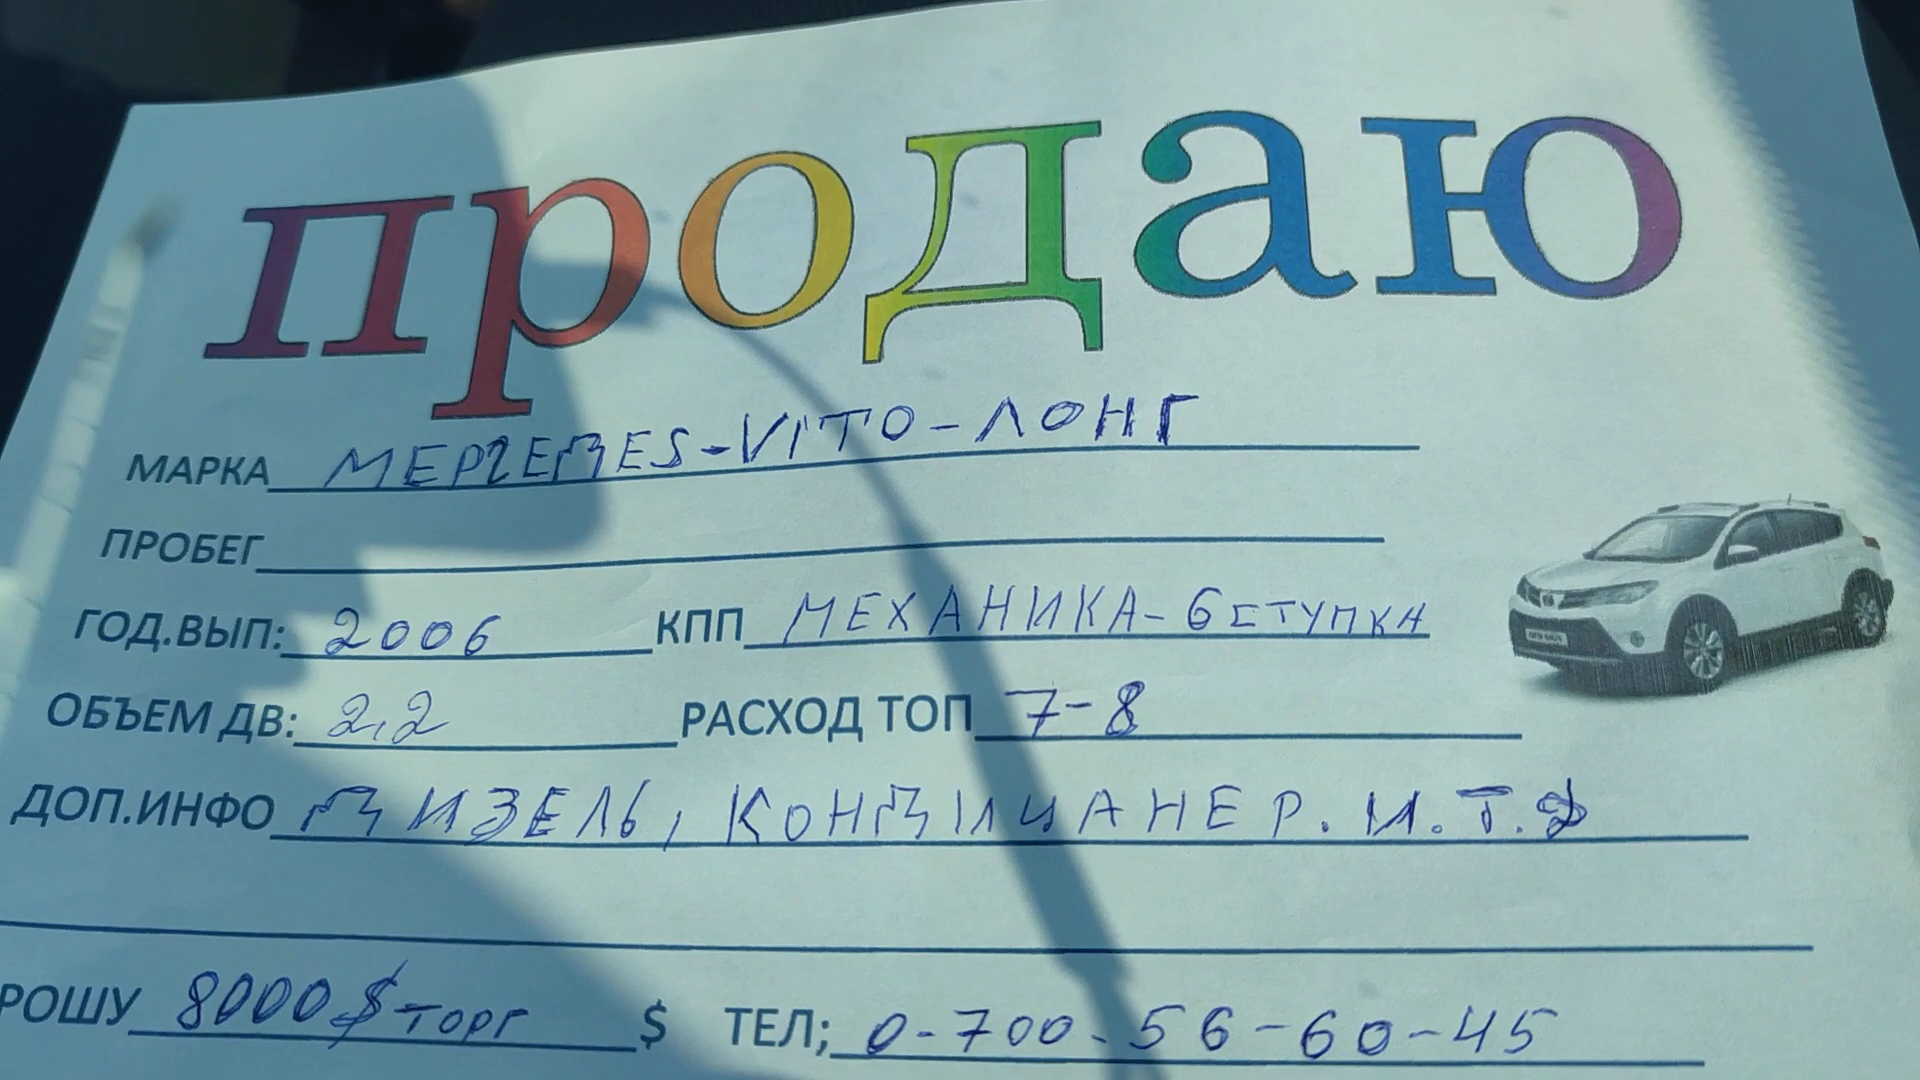 продаю
МАРКА МЕРZЕДЕS-VITO-ЛОНГ
ПРОБЕГ
ГОД.ВЫП: 2006 КПП МЕХАНИКА-6СТУПКА
ОБЪЕМ ДВ: 2,2 РАСХОД ТОП 7-8
ДОП.ИНФО ДИЗЕЛЬ, КОНДИЦАНЕР. И.Т.Д
РОШУ 8000$ ТОРГ $ ТЕЛ; 0-700-56-60-45